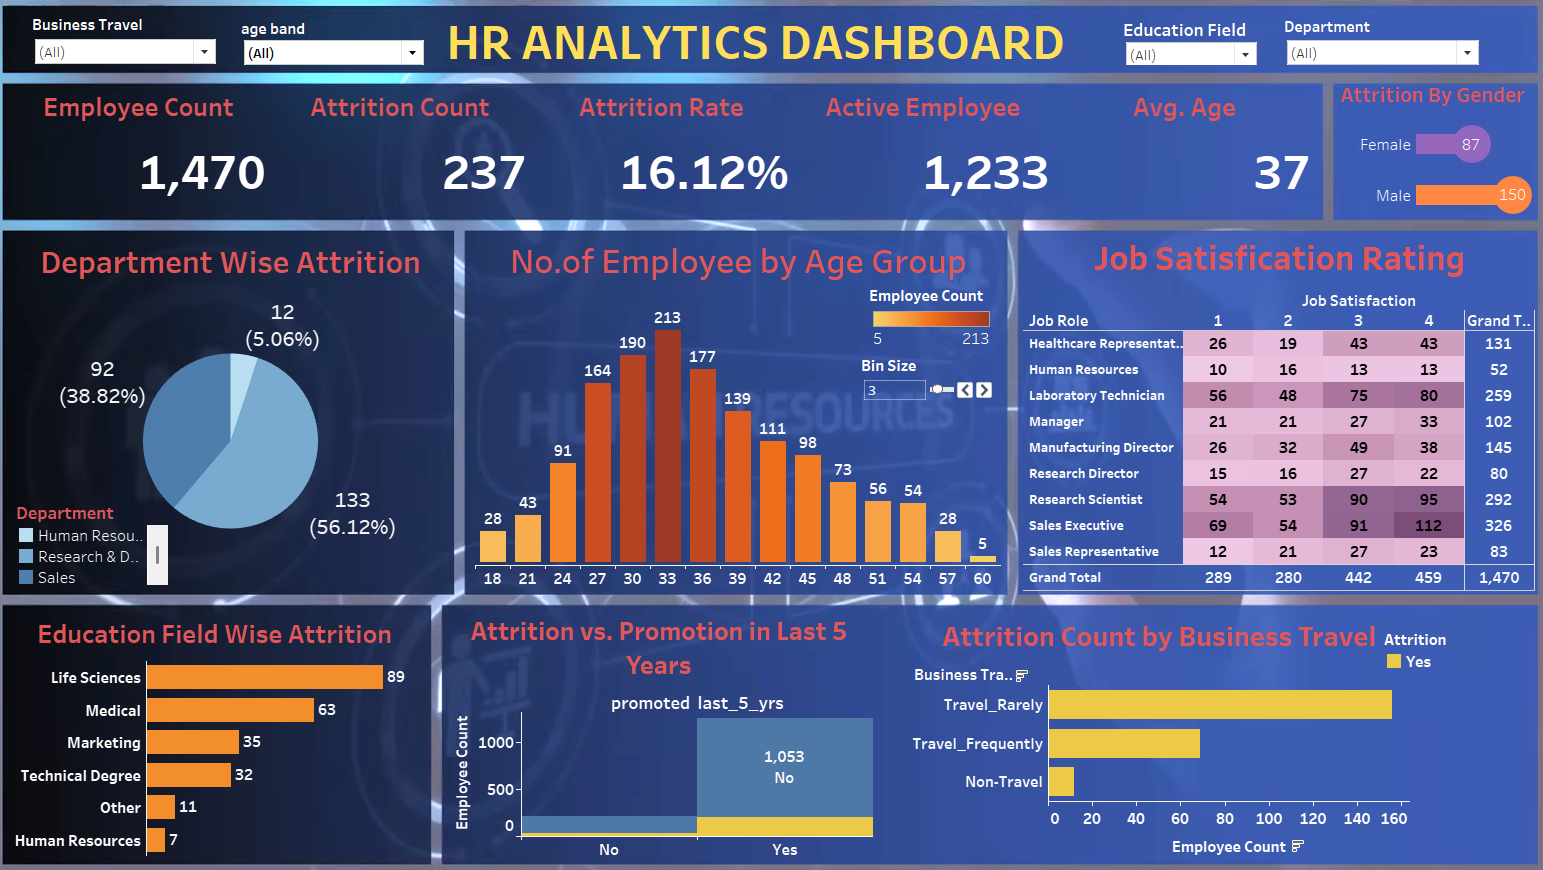 Business Travel
(All)
age band
(All)
HR ANALYTICS DASHBOARD
Education Field
(All)
Department
(All)
Employee Count
1,470
Attrition Count
237
Attrition Rate
16.12%
Active Employee
1,233
Avg. Age
37
Attrition By Gender
Female 87
Male 150
Department Wise Attrition
12
(5.06%)
92
(38.82%)
133
(56.12%)
Department
Human Resou..
Research & D..
Sales
No.of Employee by Age Group
Employee Count
5 213
Bin Size
3
HUMAN RESOURCES
28 43 91 164 190 213 177 139 111 98 73 56 54 28 5
18 21 24 27 30 33 36 39 42 45 48 51 54 57 60
Job Satisfication Rating
Job Satisfaction
Job Role 1 2 3 4 Grand T..
Healthcare Representat.. 26 19 43 43 131
Human Resources 10 16 13 13 52
Laboratory Technician 56 48 75 80 259
Manager 21 21 27 33 102
Manufacturing Director 26 32 49 38 145
Research Director 15 16 27 22 80
Research Scientist 54 53 90 95 292
Sales Executive 69 54 91 112 326
Sales Representative 12 21 27 23 83
Grand Total 289 280 442 459 1,470
Education Field Wise Attrition
Life Sciences 89
Medical 63
Marketing 35
Technical Degree 32
Other 11
Human Resources 7
Attrition vs. Promotion in Last 5
Years
promoted last_5_yrs
Employee Count
1000
500
0
1,053
No
No Yes
Attrition Count by Business Travel
Attrition
Yes
Business Tra..
Travel_Rarely
Travel_Frequently
Non-Travel
0 20 40 60 80 100 120 140 160
Employee Count